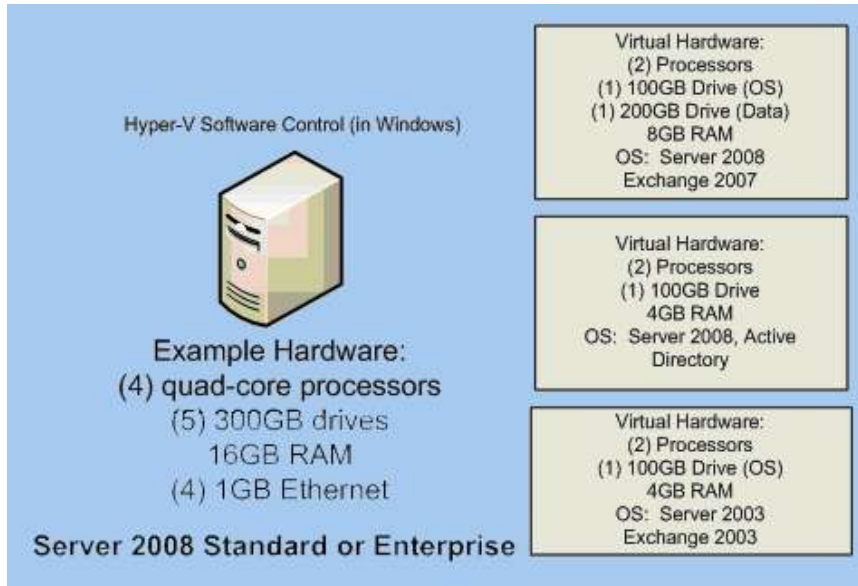 Hyper-V Software Control (in Windows)
Example Hardware:
(4) quad-core processors
(5) 300GB drives
16GB RAM
(4) 1GB Ethernet
Server 2008 Standard or Enterprise
Virtual Hardware:
(2) Processors
(1) 100GB Drive (OS)
(1) 200GB Drive (Data)
8GB RAM
OS: Server 2008
Exchange 2007
Virtual Hardware:
(2) Processors
(1) 100GB Drive
4GB RAM
OS: Server 2008, Active
Directory
Virtual Hardware:
(2) Processors
(1) 100GB Drive (OS)
4GB RAM
OS: Server 2003
Exchange 2003